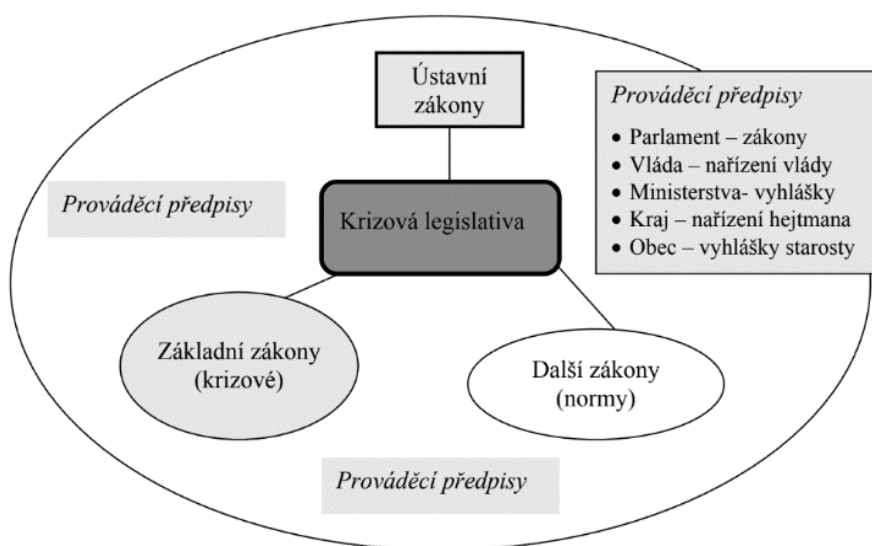 Ústavní
zákony
Prováděcí předpisy
• Parlament – zákony
• Vláda – nařízení vlády
• Ministerstva- vyhlášky
• Kraj – nařízení hejtmana
• Obec – vyhlášky starosty
Prováděcí předpisy
Krizová legislativa
Základní zákony
(krizové)
Další zákony
(normy)
Prováděcí předpisy